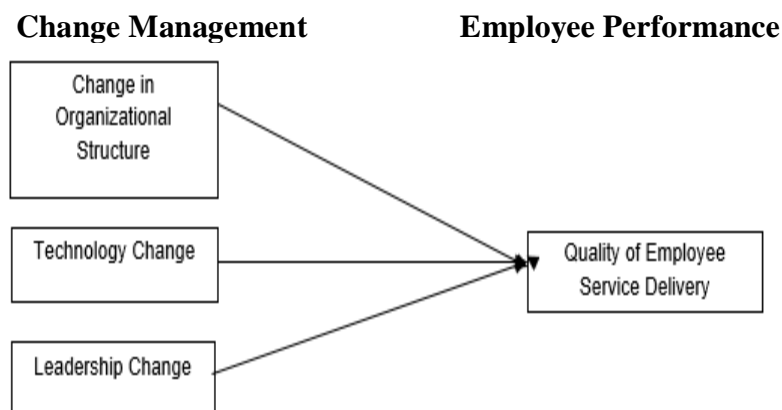 Change Management
Employee Performance
Change in
Organizational
Structure
Technology Change
Quality of Employee
Service Delivery
Leadership Change